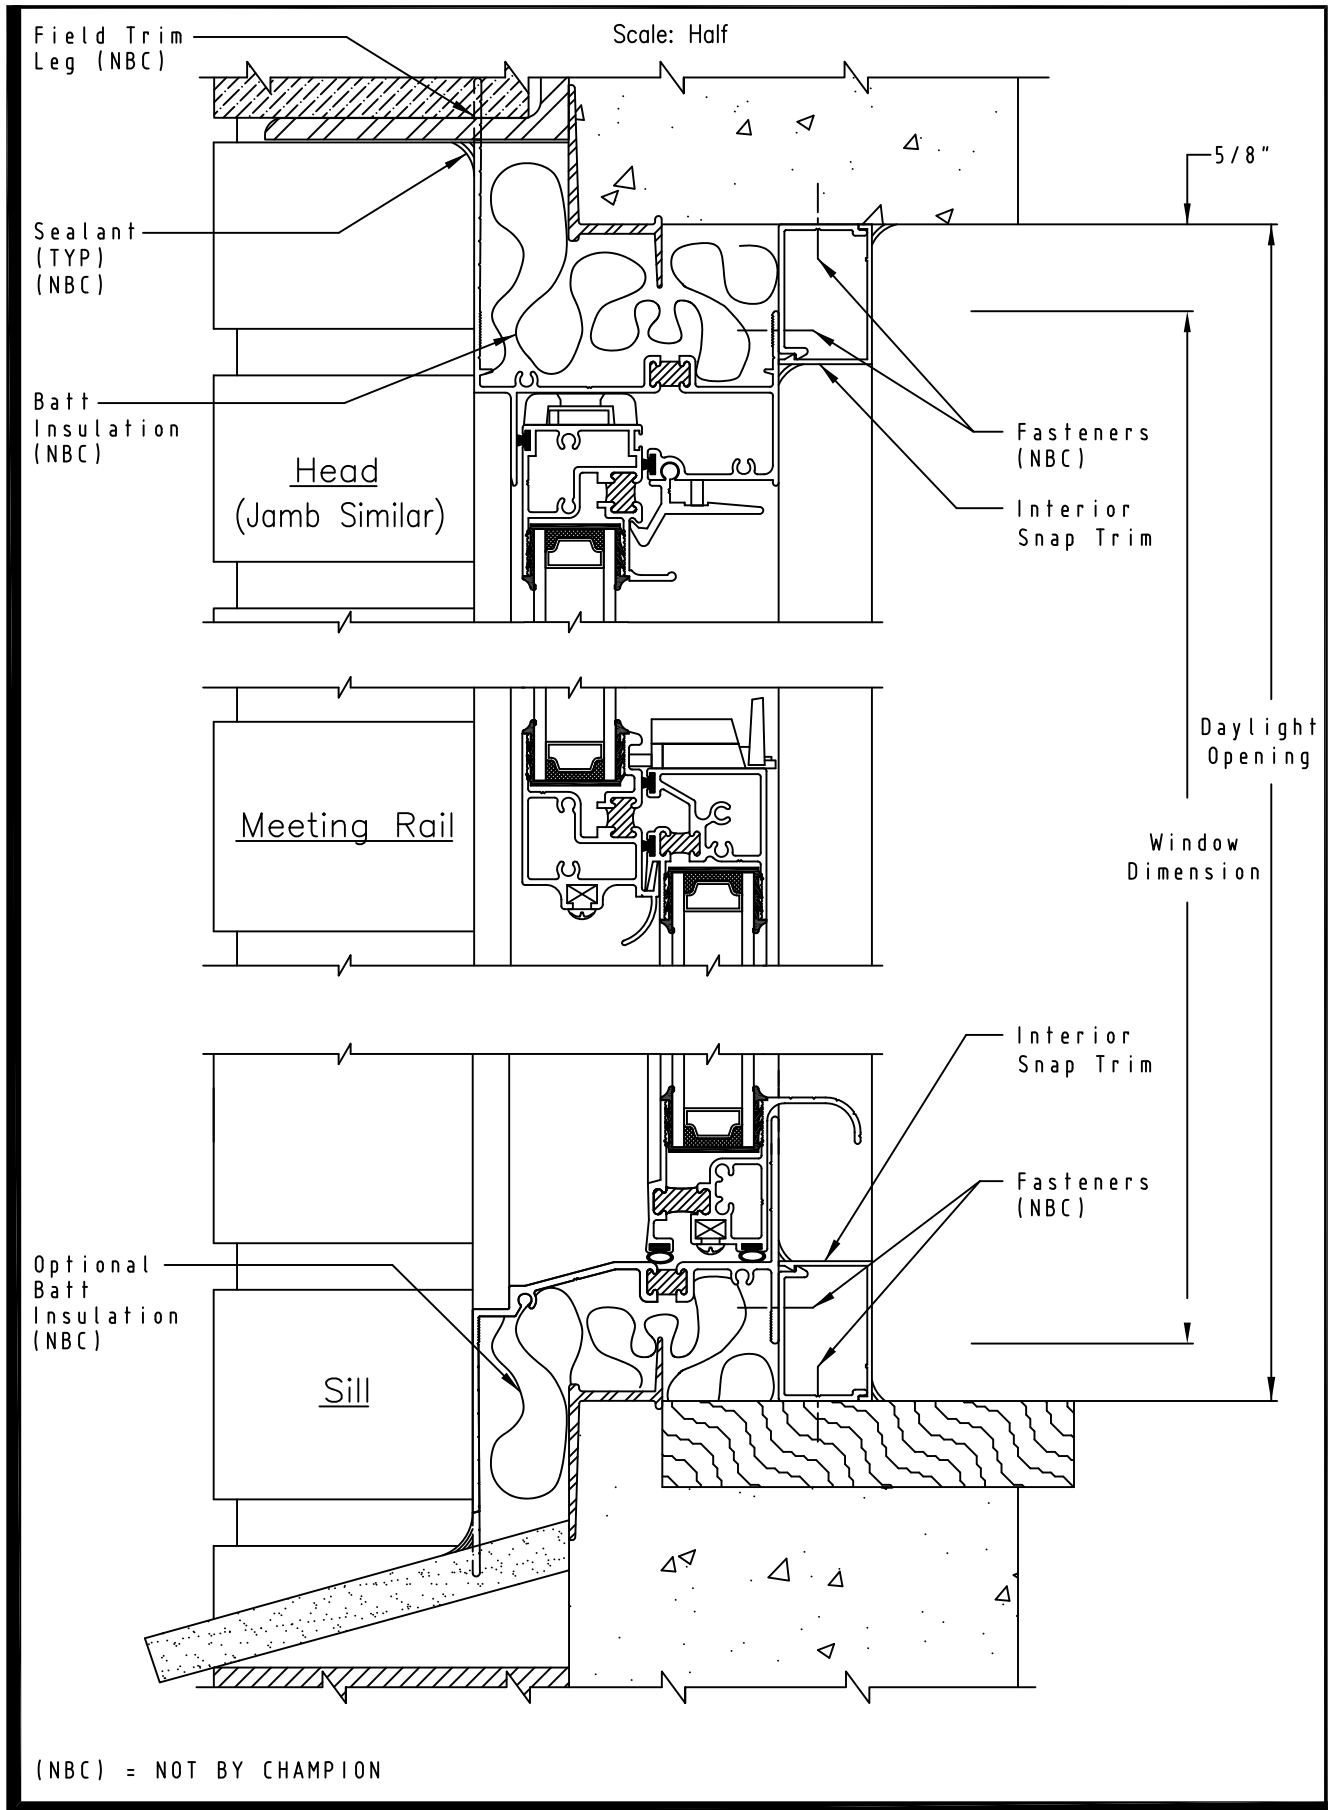 Field Trim
Leg (NBC)
Scale: Half
5/8"
Sealant
(TYP)
(NBC)
Batt
Insulation
(NBC)
Head
(Jamb Similar)
Fasteners
(NBC)
Interior
Snap Trim
Daylight
Opening
Meeting Rail
Window
Dimension
Interior
Snap Trim
Fasteners
(NBC)
Optional
Batt
Insulation
(NBC)
Sill
(NBC) = NOT BY CHAMPION